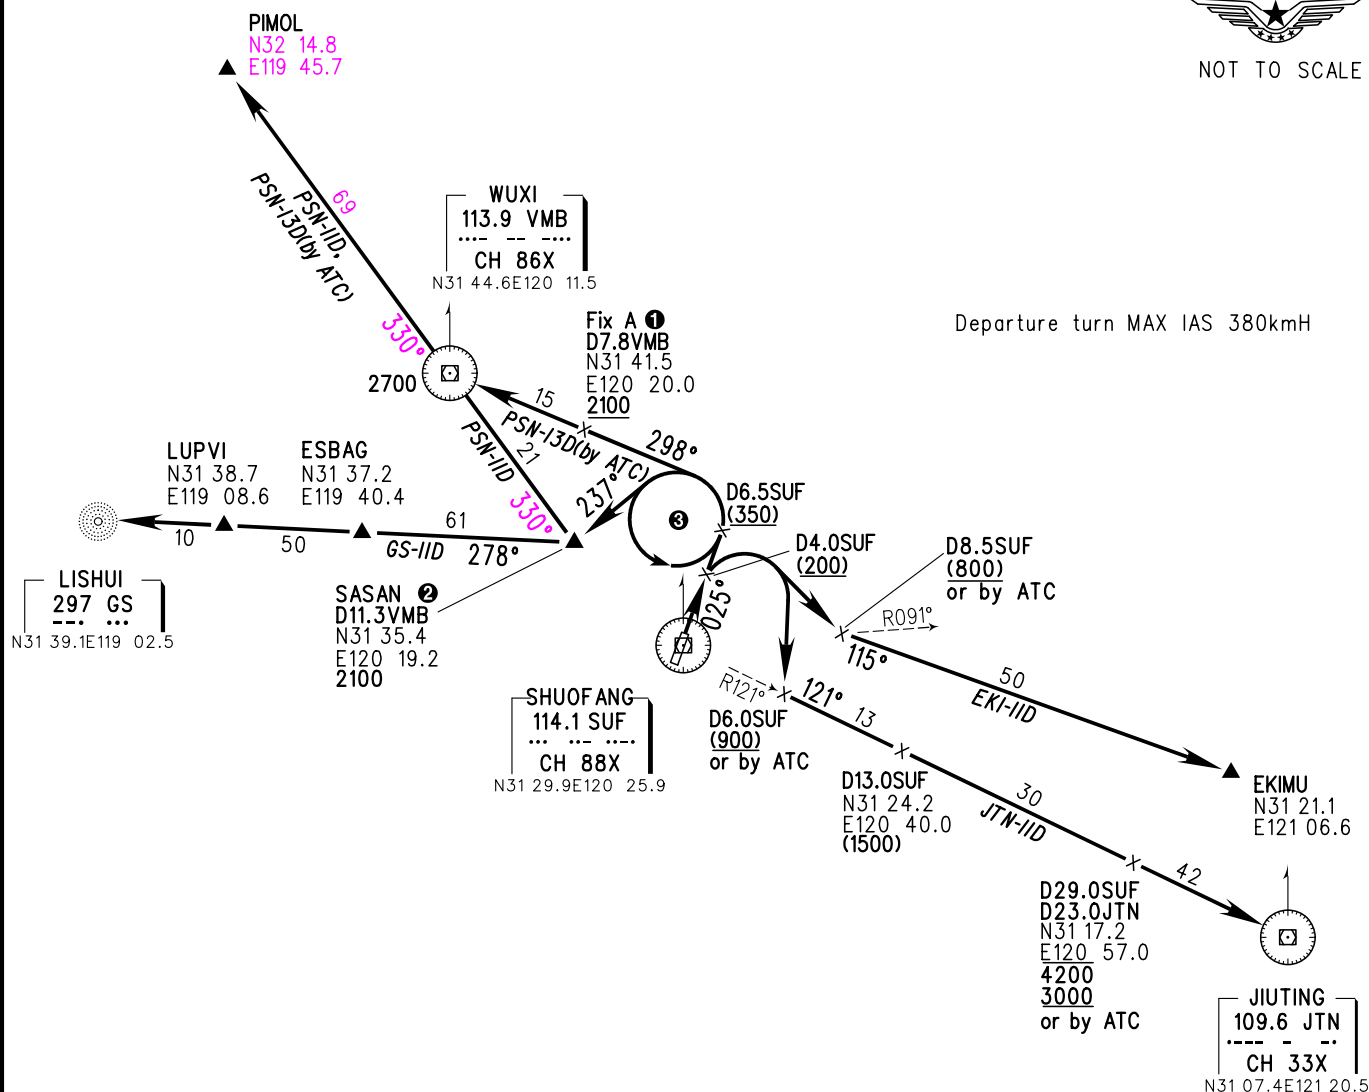 PIMOL
N32 14.8
E119 45.7
NOT TO SCALE
69
PSN-11D,
PSN-13D(by ATC)
330°
WUXI
113.9 VMB
···- -- -···
CH 86X
N31 44.6E120 11.5
2700
Departure turn MAX IAS 380kmH
Fix A ❶
D7.8VMB
N31 41.5
E120 20.0
2100
15
PSN-13D(by ATC)
298°
PSN-11D
21
330°
237°
LUPVI
N31 38.7
E119 08.6
ESBAG
N31 37.2
E119 40.4
10
50
61
GS-11D
278°
❸
D6.5SUF
(350)
D4.0SUF
(200)
D8.5SUF
(800)
or by ATC
R091°
115°
50
EKI-11D
LISHUI
297 GS
--· ···
N31 39.1E119 02.5
SASAN ❷
D11.3VMB
N31 35.4
E120 19.2
2100
025°
SHUOFANG
114.1 SUF
··· ··- ··-·
CH 88X
N31 29.9E120 25.9
R121°
121°
D6.0SUF
(900)
or by ATC
13
D13.0SUF
N31 24.2
E120 40.0
(1500)
30
JTN-11D
EKIMU
N31 21.1
E121 06.6
42
D29.0SUF
D23.0JTN
N31 17.2
E120 57.0
4200
3000
or by ATC
JIUTING
109.6 JTN
·--- - -·
CH 33X
N31 07.4E121 20.5